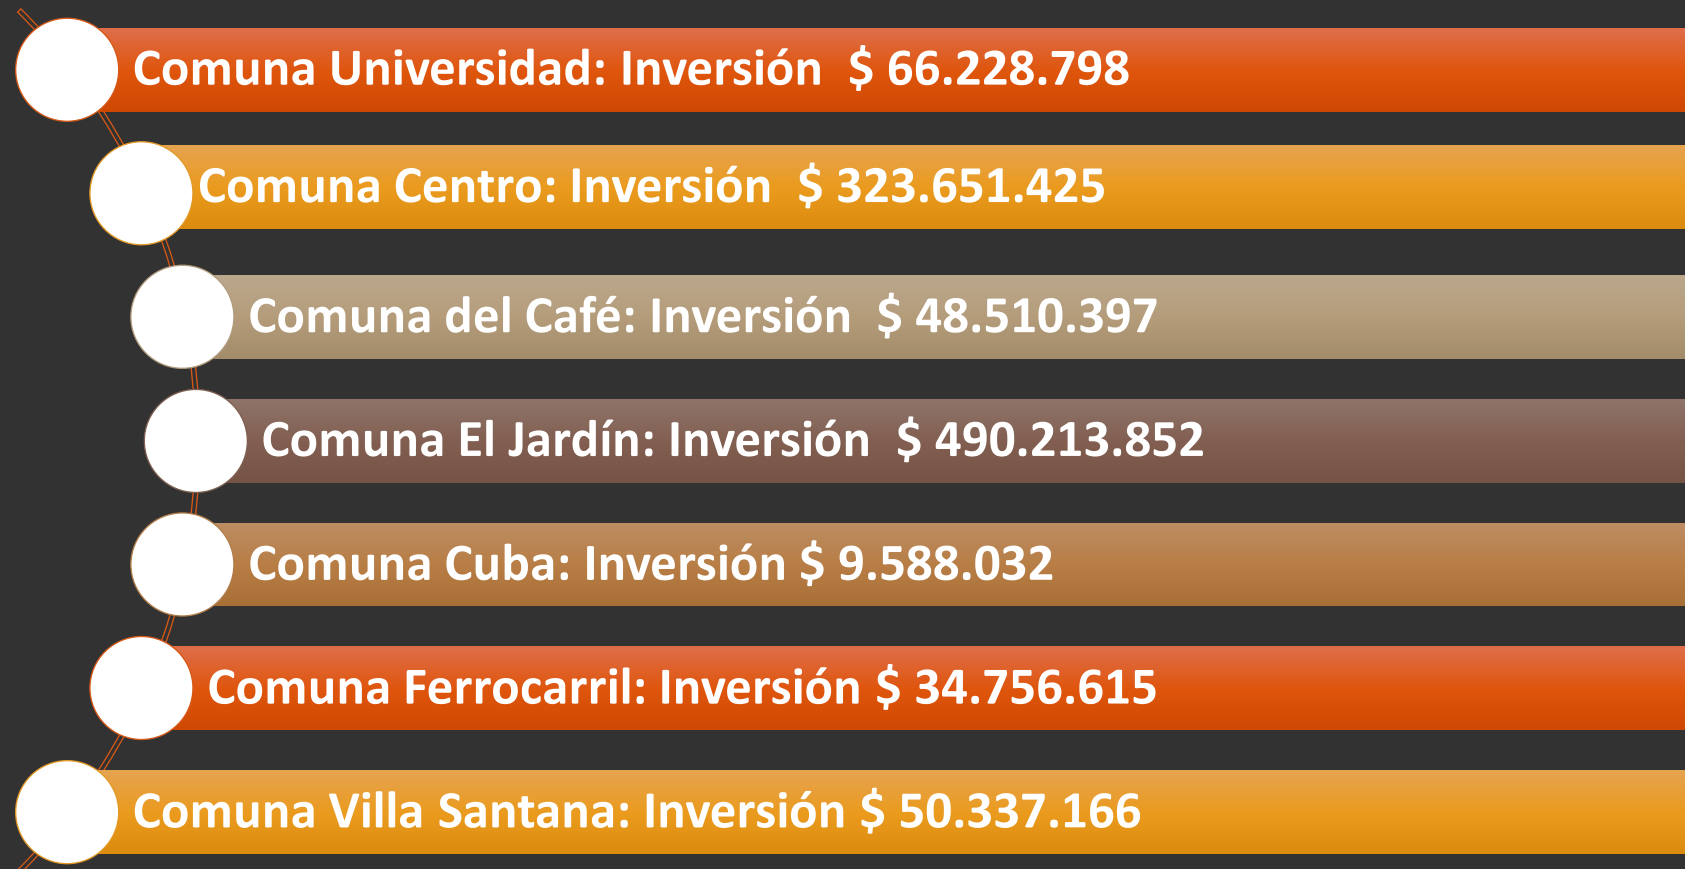 Comuna Universidad: Inversión  $ 66.228.798
Comuna Centro: Inversión  $ 323.651.425
Comuna del Café: Inversión  $ 48.510.397
Comuna El Jardín: Inversión  $ 490.213.852
Comuna Cuba: Inversión $ 9.588.032
Comuna Ferrocarril: Inversión $ 34.756.615
Comuna Villa Santana: Inversión $ 50.337.166